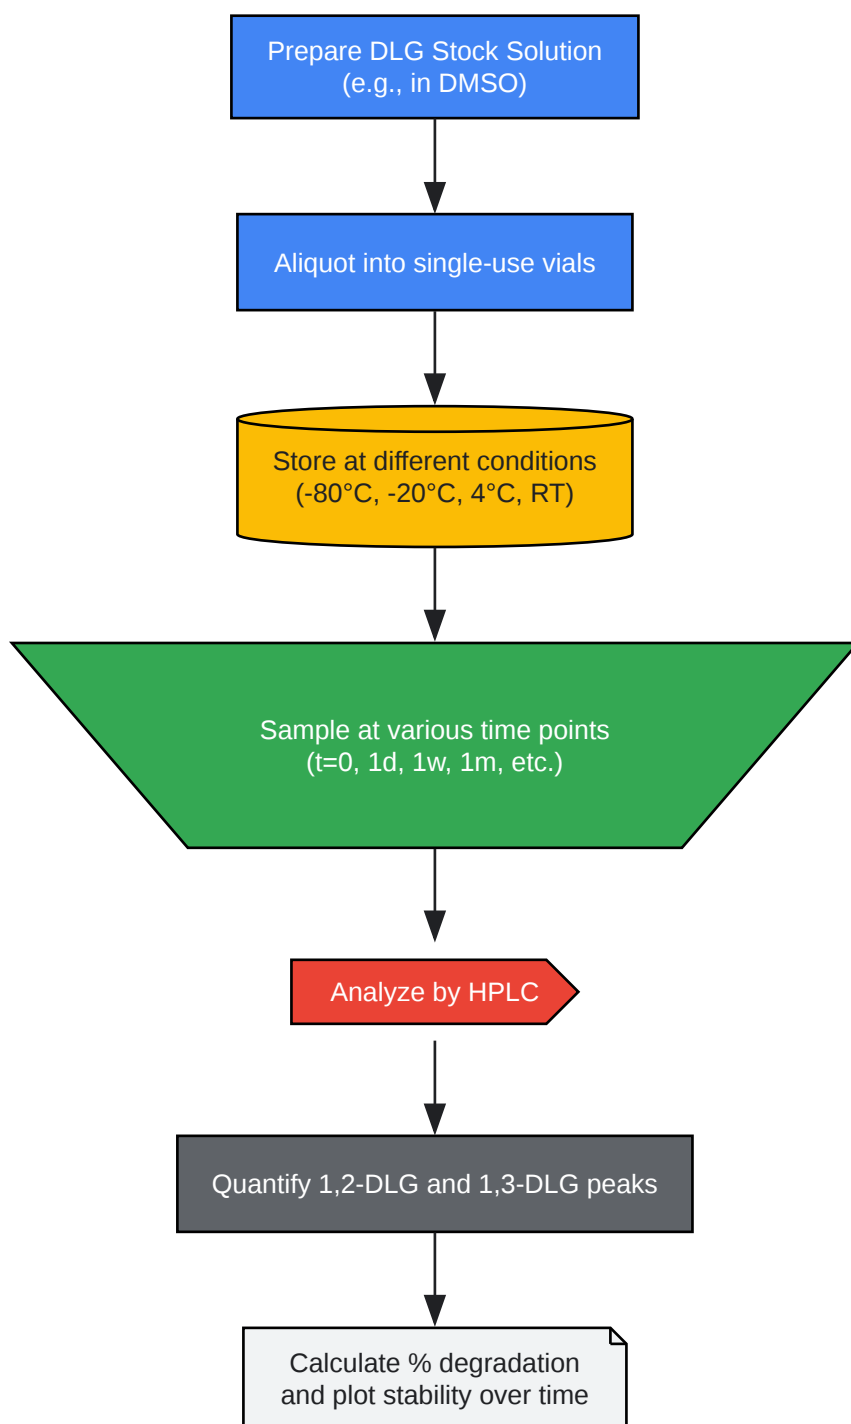 Prepare DLG Stock Solution
(e.g., in DMSO)
Aliquot into single-use vials
Store at different conditions
(-80°C, -20°C, 4°C, RT)
Sample at various time points
(t=0, 1d, 1w, 1m, etc.)
Analyze by HPLC
Quantify 1,2-DLG and 1,3-DLG peaks
Calculate % degradation
and plot stability over time